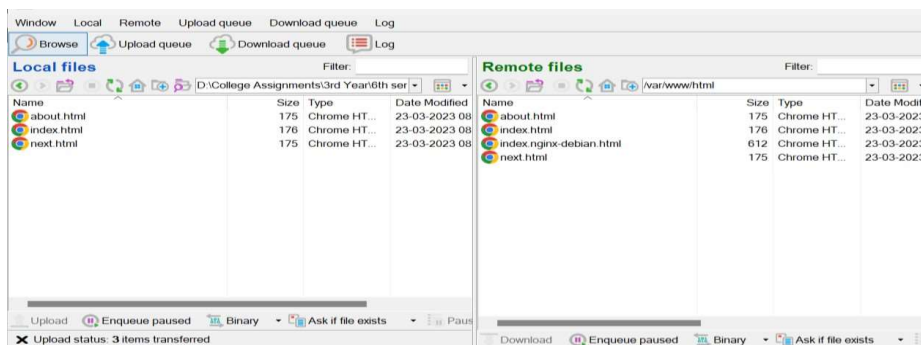 Window Local Remote Upload queue Download queue Log
Browse Upload queue Download queue Log
Local files Filter:
D:\College Assignments\3rd Year\6th ser
Name Size Type Date Modified
about.html 175 Chrome HT... 23-03-2023 08
index.html 176 Chrome HT... 23-03-2023 08
next.html 175 Chrome HT... 23-03-2023 08
Upload Enqueue paused Binary Ask if file exists Paus
Upload status: 3 items transferred
Remote files Filter:
/var/www/html
Name Size Type Date Modif
about.html 175 Chrome HT... 23-03-2023
index.html 176 Chrome HT... 23-03-2023
index.nginx-debian.html 612 Chrome HT... 23-03-2023
next.html 175 Chrome HT... 23-03-2023
Download Enqueue paused Binary Ask if file exists